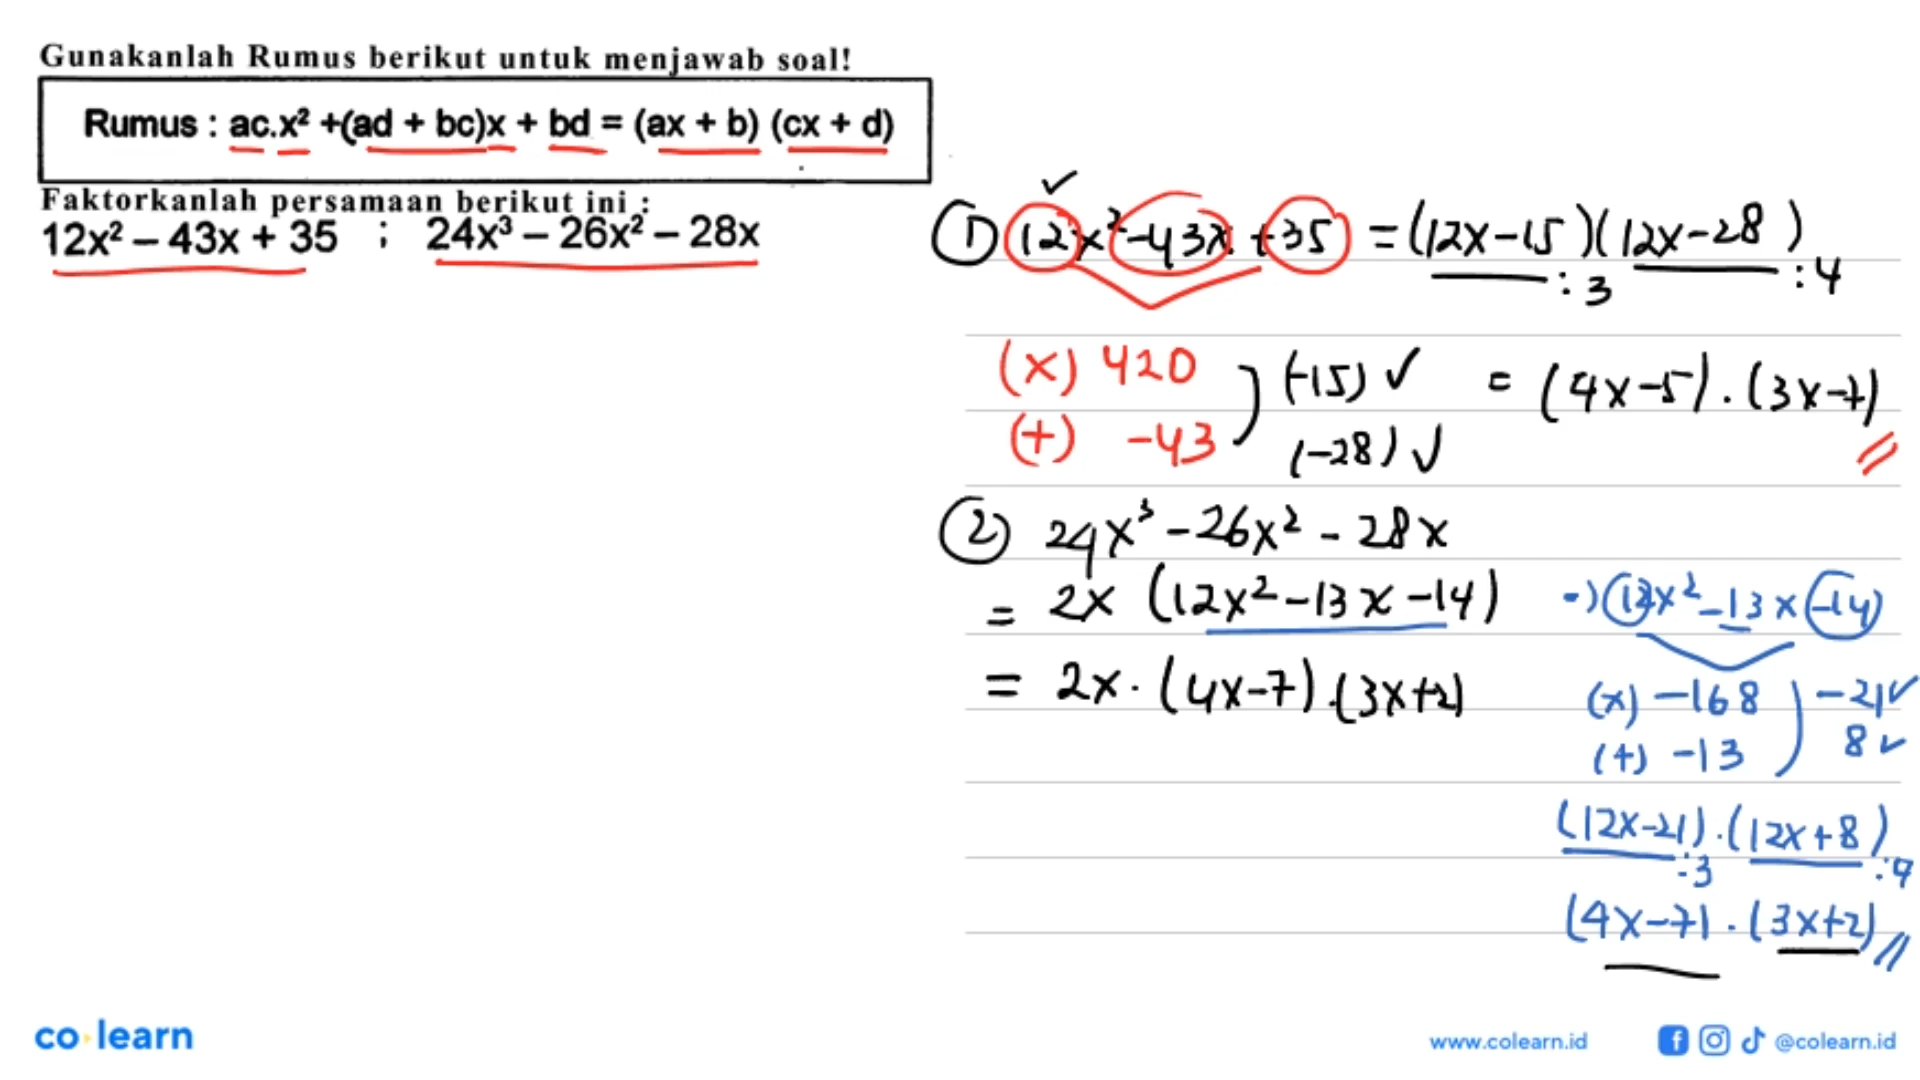 Gunakanlah Rumus berikut untuk menjawab soal!
Rumus : ac.x² +(ad + bc)x + bd = (ax + b) (cx + d)
Faktorkanlah persamaan berikut ini :
12x² – 43x + 35 ; 24x³ – 26x² – 28x
① 12x² -43x +35 = (12x-15)(12x-28)
:3 :4
(x) 420 (-15) ✓ = (4x-5).(3x-7)
(+) -43 (-28) ✓
② 24x³ - 26x² - 28x
= 2x (12x² - 13x - 14)
= 2x. (4x-7).(3x+2)
-) 12x² - 13x -14
(x) -168 -21 ✓
(+) -13 8 ✓
(12x-21).(12x+8)
:3 :4
(4x-7).(3x+2)
co learn
www.colearn.id @colearn.id